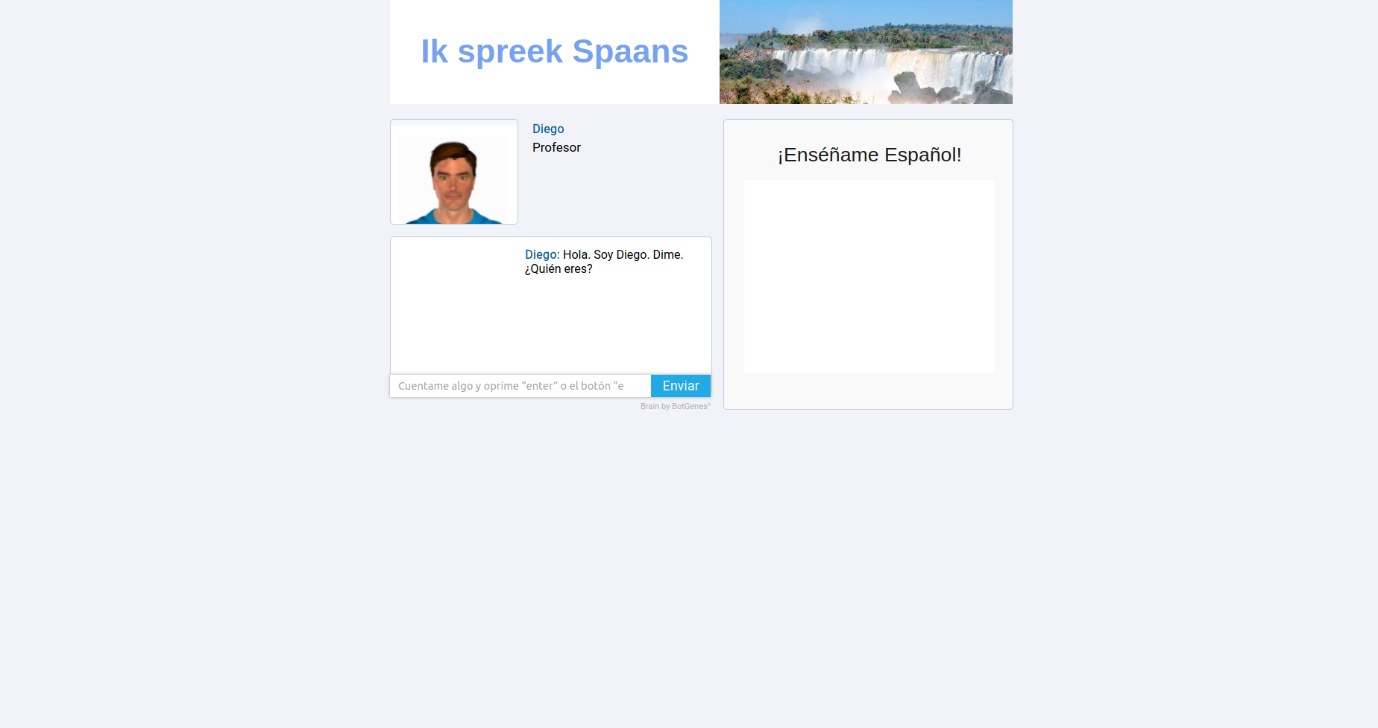 Ik spreek Spaans
Diego
Profesor
¡Enséñame Español!
Diego: Hola. Soy Diego. Dime.
¿Quién eres?
Cuentame algo y oprime "enter" o el botón "e
Enviar
Brain by BotGenes